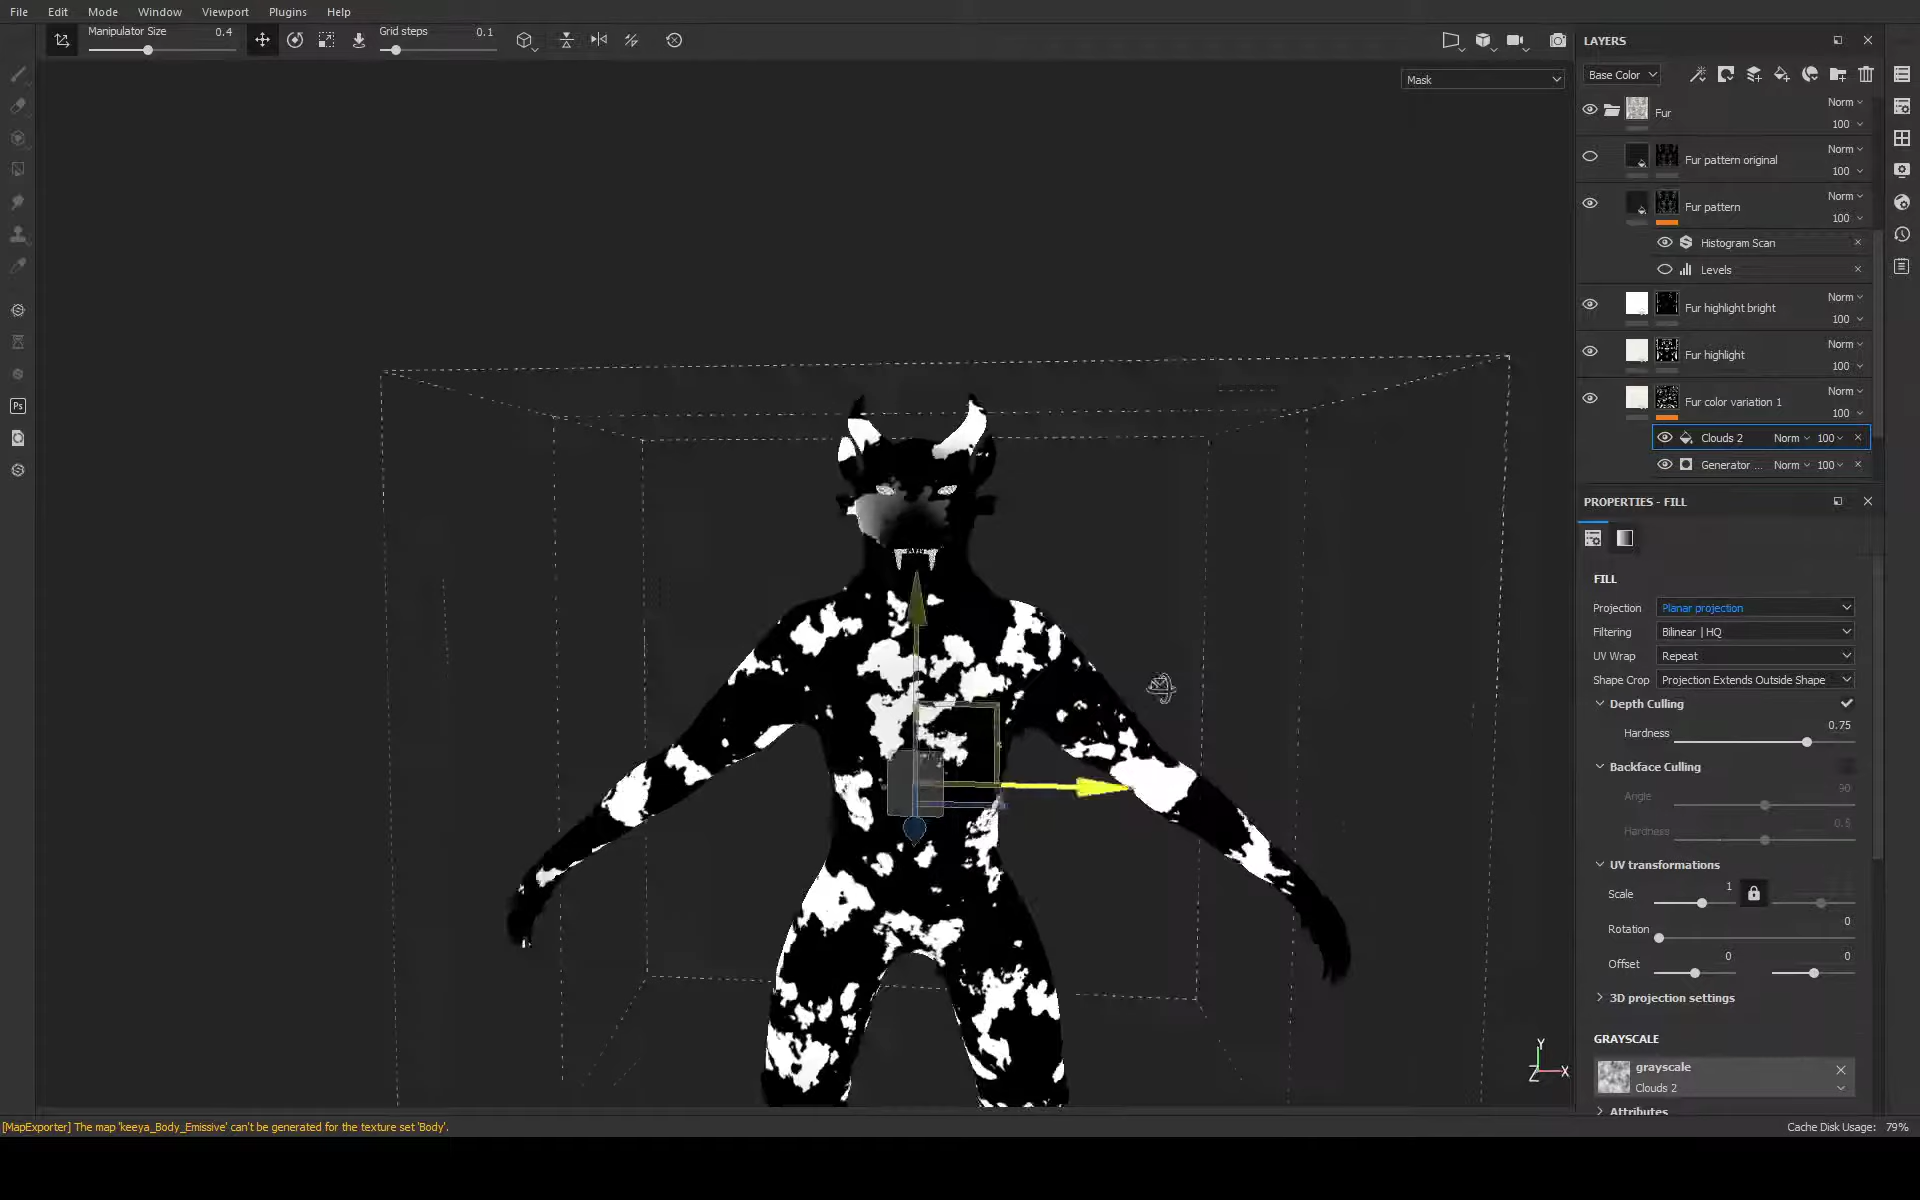 File Edit Mode Window Viewport Plugins Help
Manipulator Size 0.4
Grid steps 0.1
Mask
LAYERS
Base Color
Fur Norm 100
Fur pattern original Norm 100
Fur pattern Norm 100
Histogram Scan
Levels
Fur highlight bright Norm 100
Fur highlight Norm 100
Fur color variation 1 Norm 100
Clouds 2 Norm 100
Generator ... Norm 100
PROPERTIES - FILL
FILL
Projection Planar projection
Filtering Bilinear | HQ
UV Wrap Repeat
Shape Crop Projection Extends Outside Shape
Depth Culling
Hardness 0.75
Backface Culling
Angle 90
Hardness 0.5
UV transformations
Scale 1
Rotation 0
Offset 0 0
3D projection settings
GRAYSCALE
grayscale
Clouds 2
Attributes
Ps
Y
Z X
[MapExporter] The map 'keeya_Body_Emissive' can't be generated for the texture set 'Body'.
Cache Disk Usage: 79%